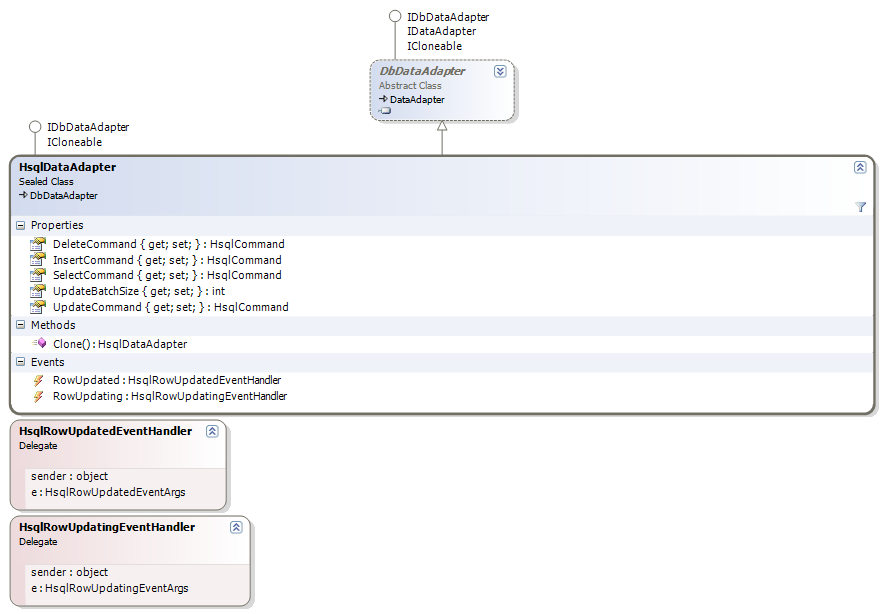 IDbDataAdapter
IDataAdapter
ICloneable
DbDataAdapter
Abstract Class
DataAdapter
IDbDataAdapter
ICloneable
HsqlDataAdapter
Sealed Class
DbDataAdapter
Properties
DeleteCommand { get; set; } : HsqlCommand
InsertCommand { get; set; } : HsqlCommand
SelectCommand { get; set; } : HsqlCommand
UpdateBatchSize { get; set; } : int
UpdateCommand { get; set; } : HsqlCommand
Methods
Clone() : HsqlDataAdapter
Events
RowUpdated : HsqlRowUpdatedEventHandler
RowUpdating : HsqlRowUpdatingEventHandler
HsqlRowUpdatedEventHandler
Delegate
sender : object
e : HsqlRowUpdatedEventArgs
HsqlRowUpdatingEventHandler
Delegate
sender : object
e : HsqlRowUpdatingEventArgs